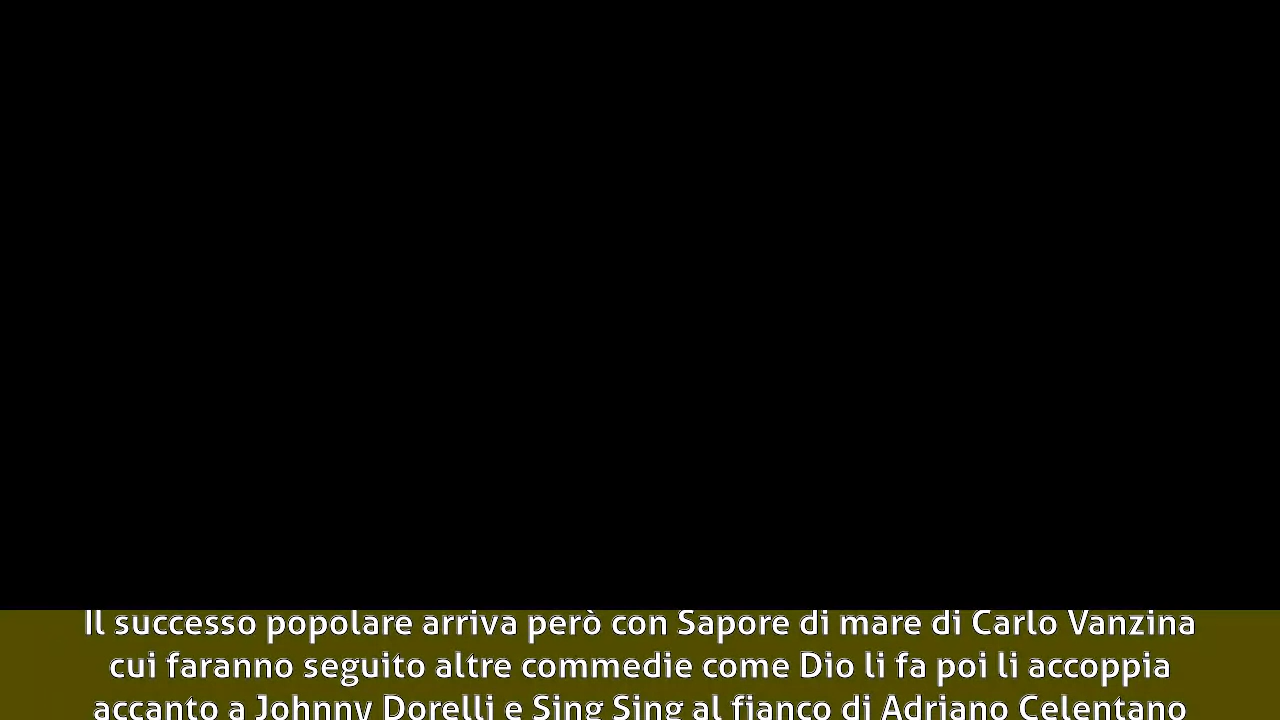 Il successo popolare arriva però con Sapore di mare di Carlo Vanzina
cui faranno seguito altre commedie come Dio li fa poi li accoppia
accanto a Johnny Dorelli e Sing Sing al fianco di Adriano Celentano